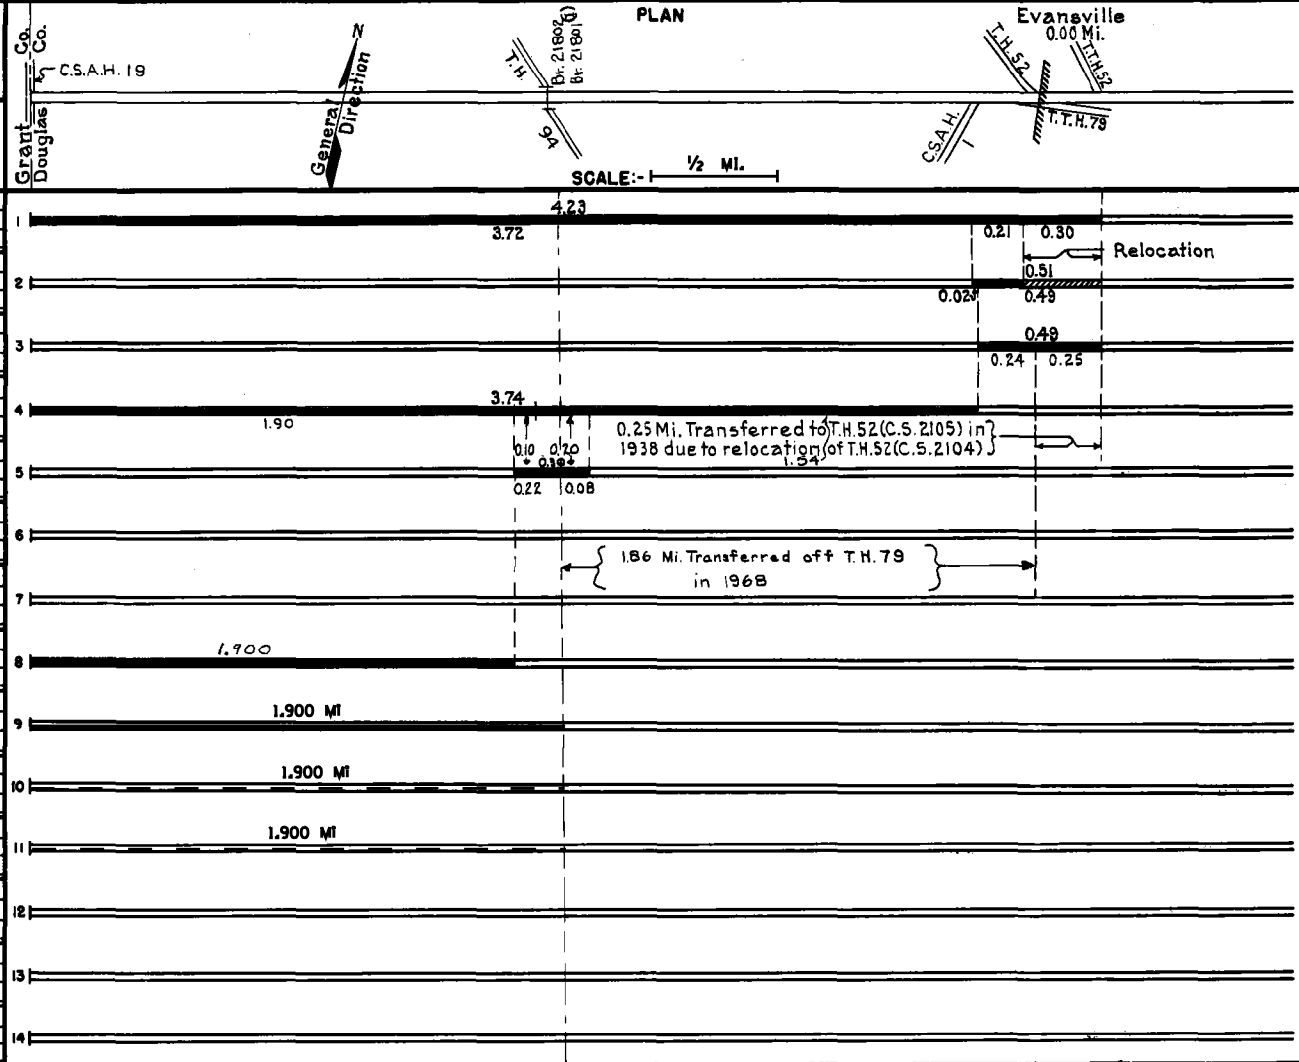 PLAN
Grant Co.
Douglas Co.
C.S.A.H. 19
N
General Direction
T.H. 94
Br. 21802
Br. 21801
Evansville
0.00 Mi.
T.H. 52
T.T.H. 52
T.T.H. 79
C.S.A.H. 1
SCALE:- 1/2 MI.
1
4.23
3.72
0.21
0.30
Relocation
2
0.51
0.02
0.49
3
0.49
0.24
0.25
4
3.74
1.90
0.25 Mi. Transferred to T.H.52 (C.S.2105) in
1938 due to relocation of T.H.52 (C.S.2104)
1.54
0.10
0.20
5
0.30
0.22
0.08
6
1.86 Mi. Transferred off T.H. 79
in 1968
7
8
1.900
9
1.900 MI
10
1.900 MI
11
1.900 MI
12
13
14